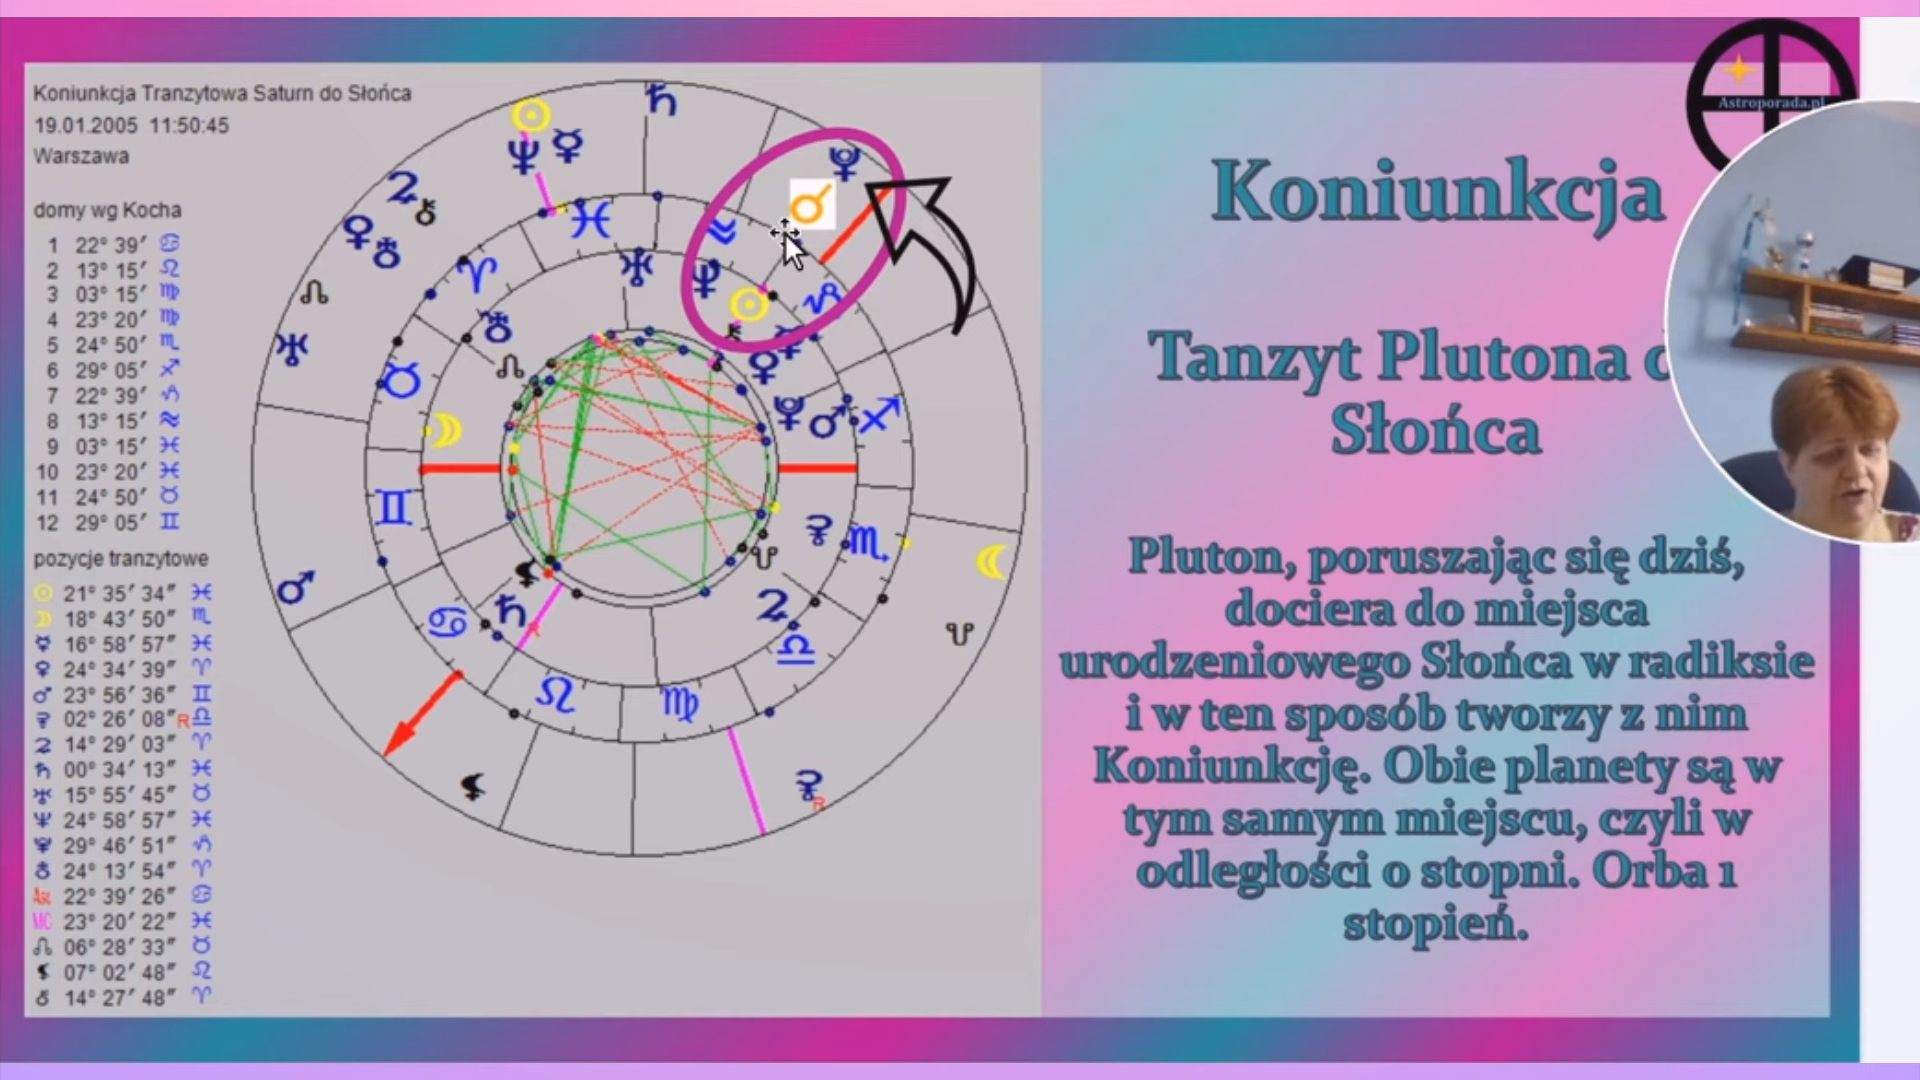 Koniunkcja Tranzytowa Saturn do Słońca
19.01.2005 11:50:45
Warszawa
domy wg Kocha
1 22° 39′ ♋
2 13° 15′ ♌
3 03° 15′ ♍
4 23° 20′ ♍
5 24° 50′ ♏
6 29° 05′ ♐
7 22° 39′ ♑
8 13° 15′ ♒
9 03° 15′ ♓
10 23° 20′ ♓
11 24° 50′ ♉
12 29° 05′ ♊
pozycje tranzytowe
☉ 21° 35′ 34″ ♓
☽ 18° 43′ 50″ ♏
☿ 16° 58′ 57″ ♓
♀ 24° 34′ 39″ ♈
♂ 23° 56′ 36″ ♊
⚳ 02° 26′ 08″ R ♎
♃ 14° 29′ 03″ ♈
♄ 00° 34′ 13″ ♓
♅ 15° 55′ 45″ ♉
♆ 24° 58′ 57″ ♓
29° 46′ 51″ ♑
24° 13′ 54″ ♈
Asc 22° 39′ 26″ ♋
MC 23° 20′ 22″ ♓
☊ 06° 28′ 33″ ♉
⚸ 07° 02′ 48″ ♌
⚷ 14° 27′ 48″ ♈
R
R
Astroporada.pl
Koniunkcja
Tanzyt Plutona
Słońca
Pluton, poruszając się dziś,
dociera do miejsca
urodzeniowego Słońca w radiksie
i w ten sposób tworzy z nim
Koniunkcję. Obie planety są w
tym samym miejscu, czyli w
odległości 0 stopni. Orba 1
stopień.